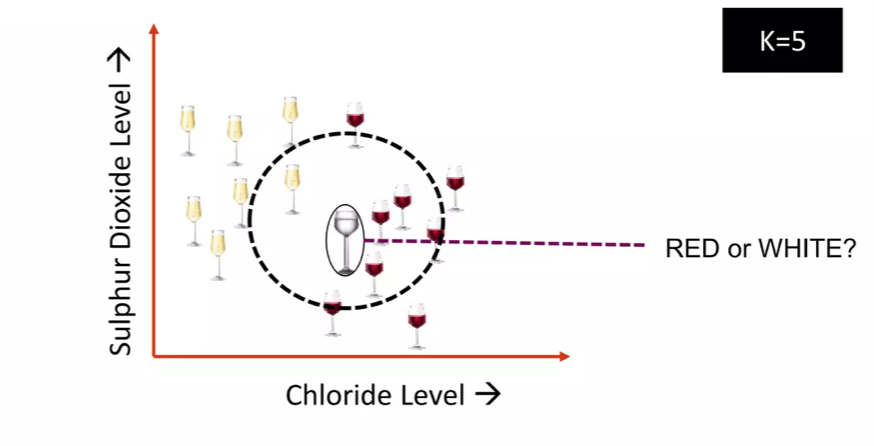 K=5
Sulphur Dioxide Level →
RED or WHITE?
Chloride Level →